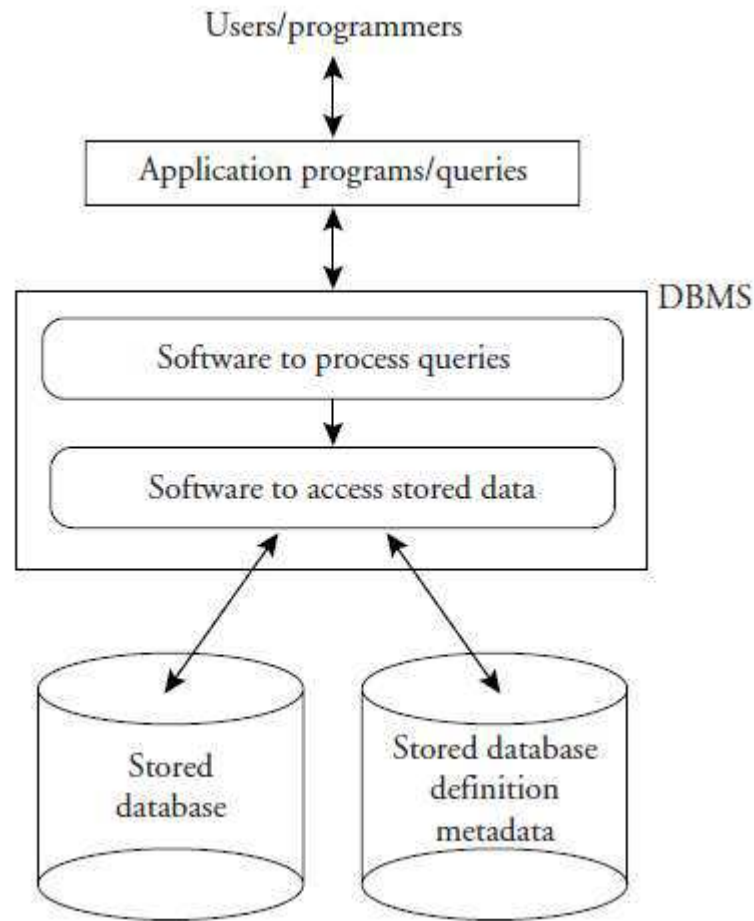 Users/programmers
Application programs/queries
DBMS
Software to process queries
Software to access stored data
Stored
database
Stored database
definition
metadata